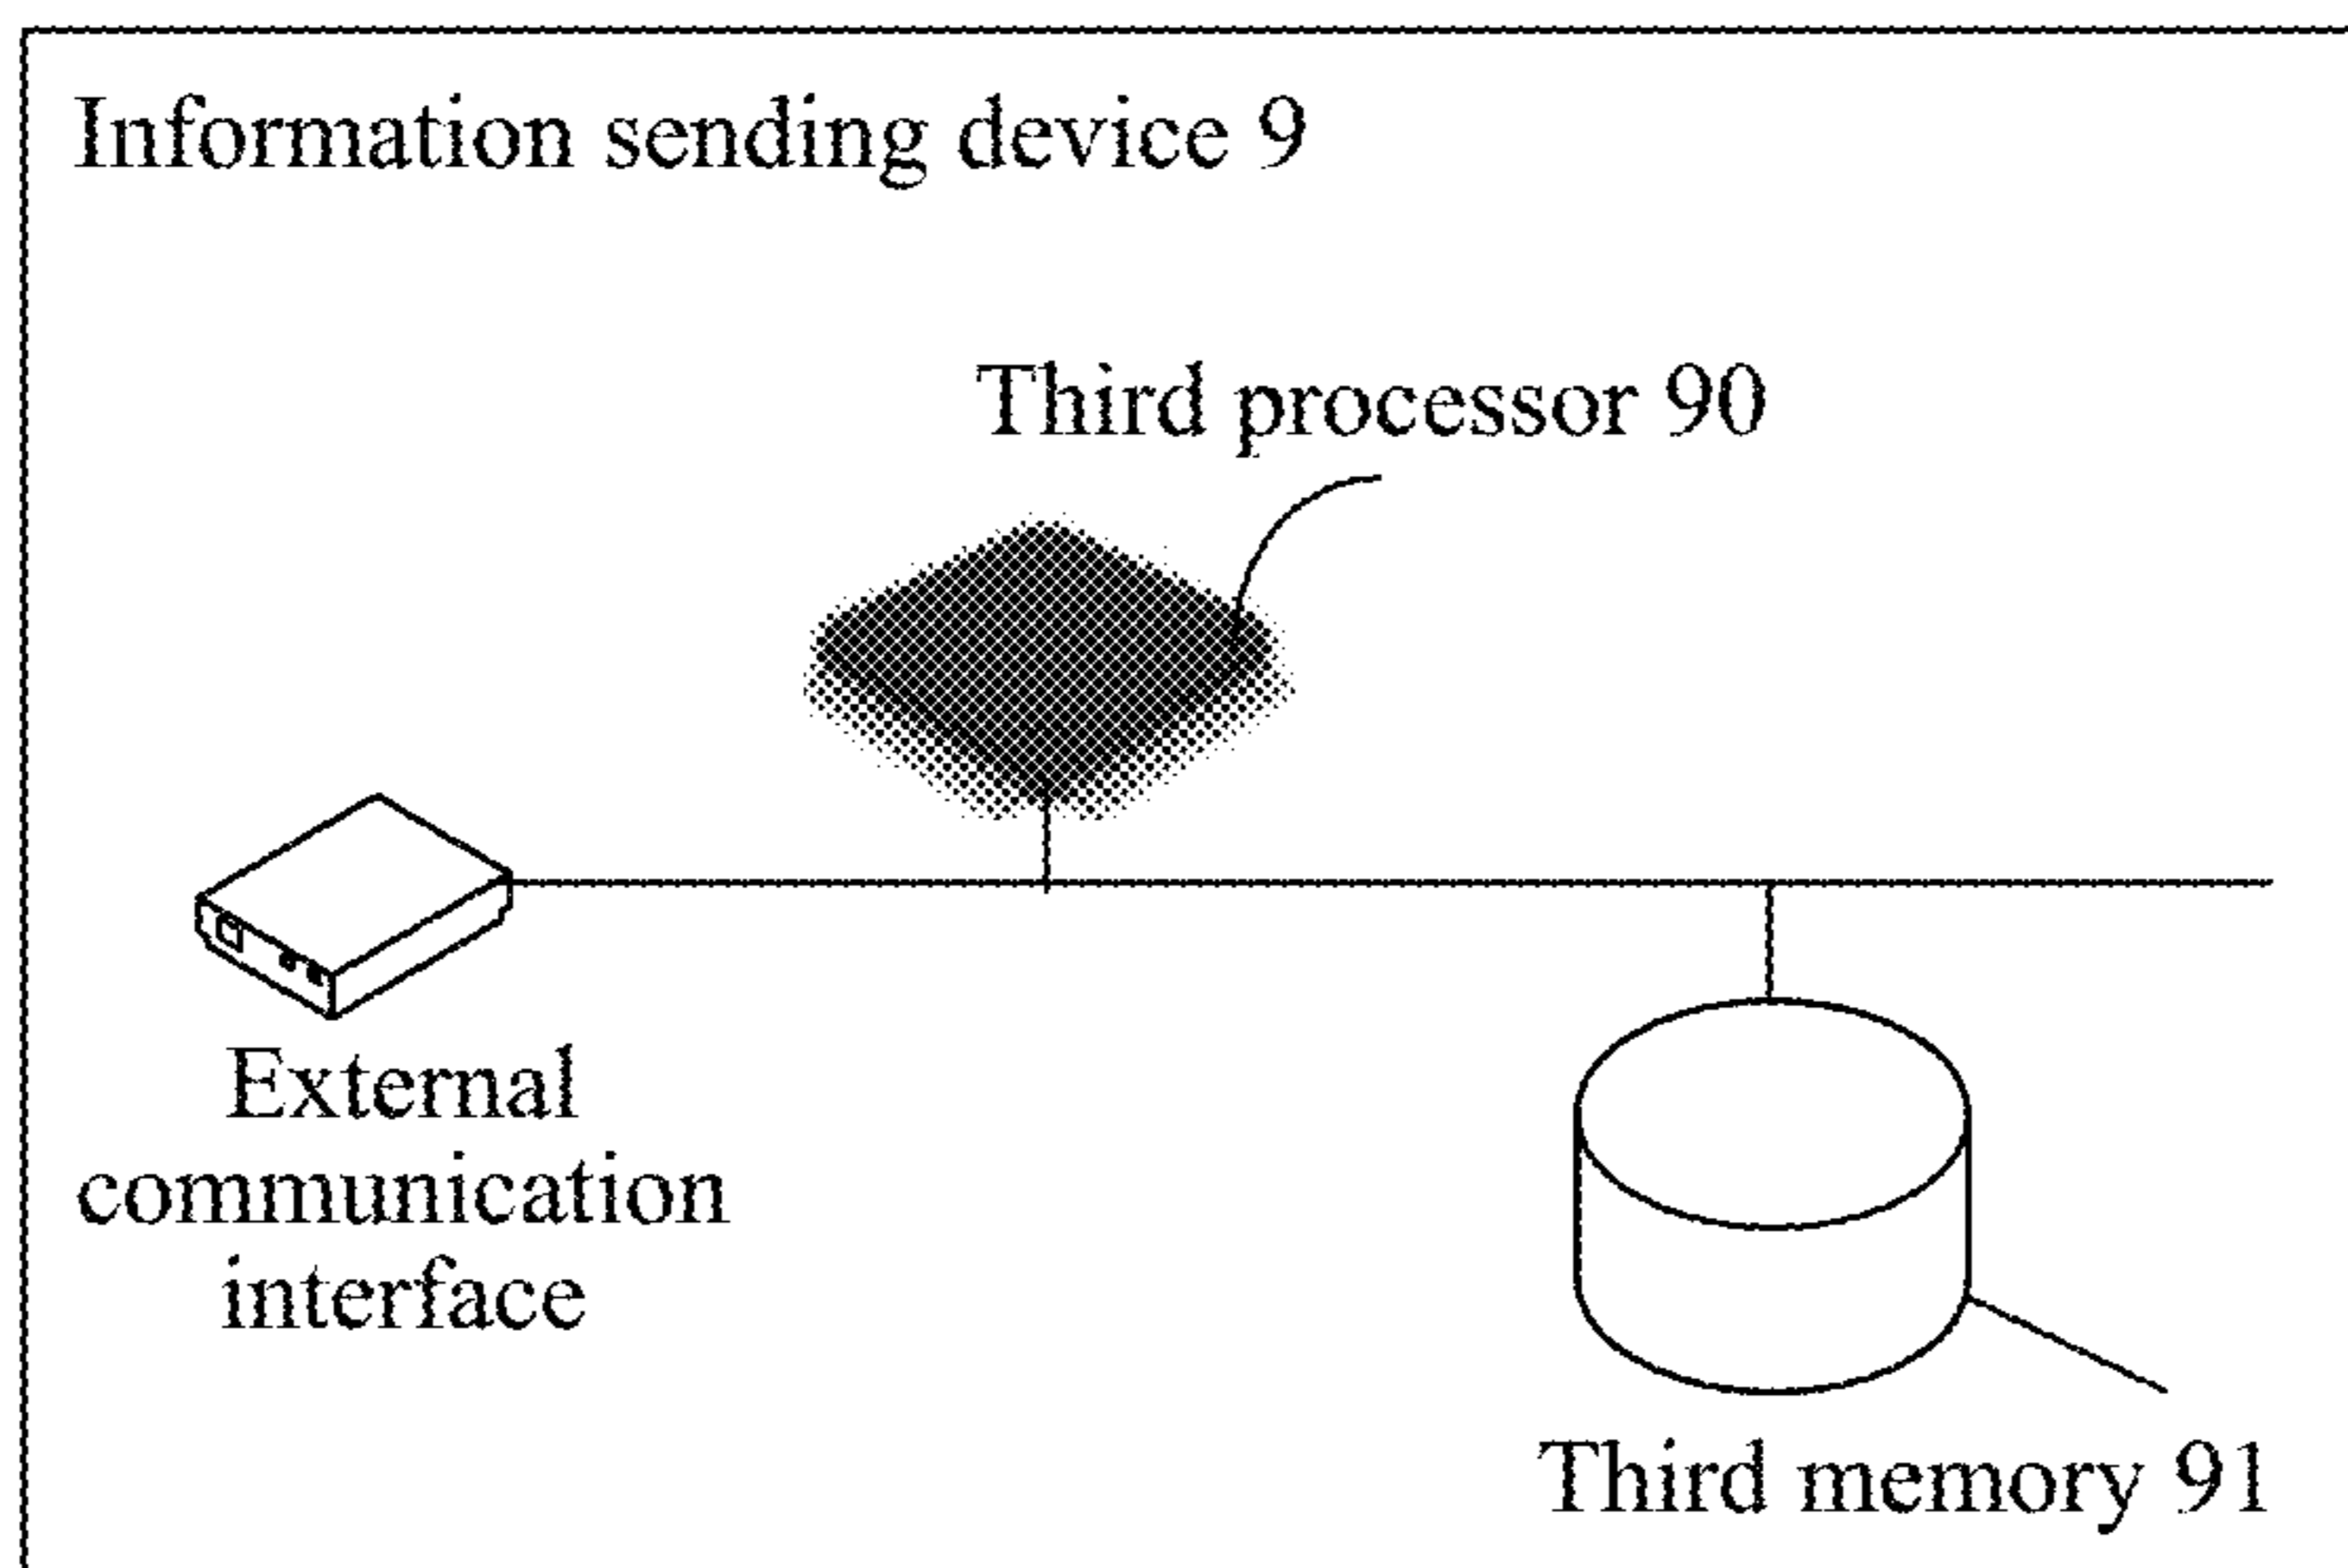 Information sending device 9
Third processor 90
External
communication
interface
Third memory 91